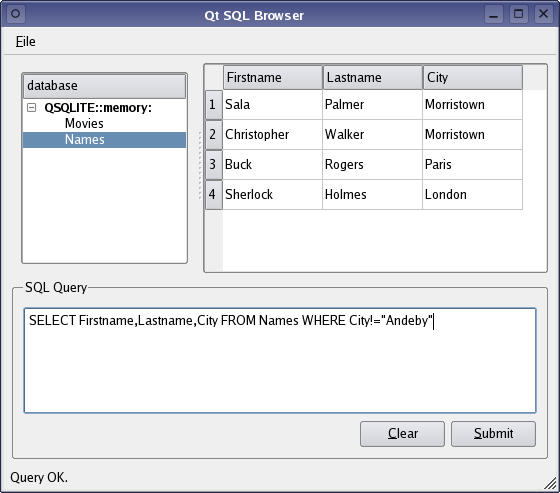 Qt SQL Browser
File
database
QSQLITE::memory:
Movies
Names
Firstname Lastname City
1 Sala Palmer Morristown
2 Christopher Walker Morristown
3 Buck Rogers Paris
4 Sherlock Holmes London
SQL Query
SELECT Firstname,Lastname,City FROM Names WHERE City!="Andeby"
Clear Submit
Query OK.